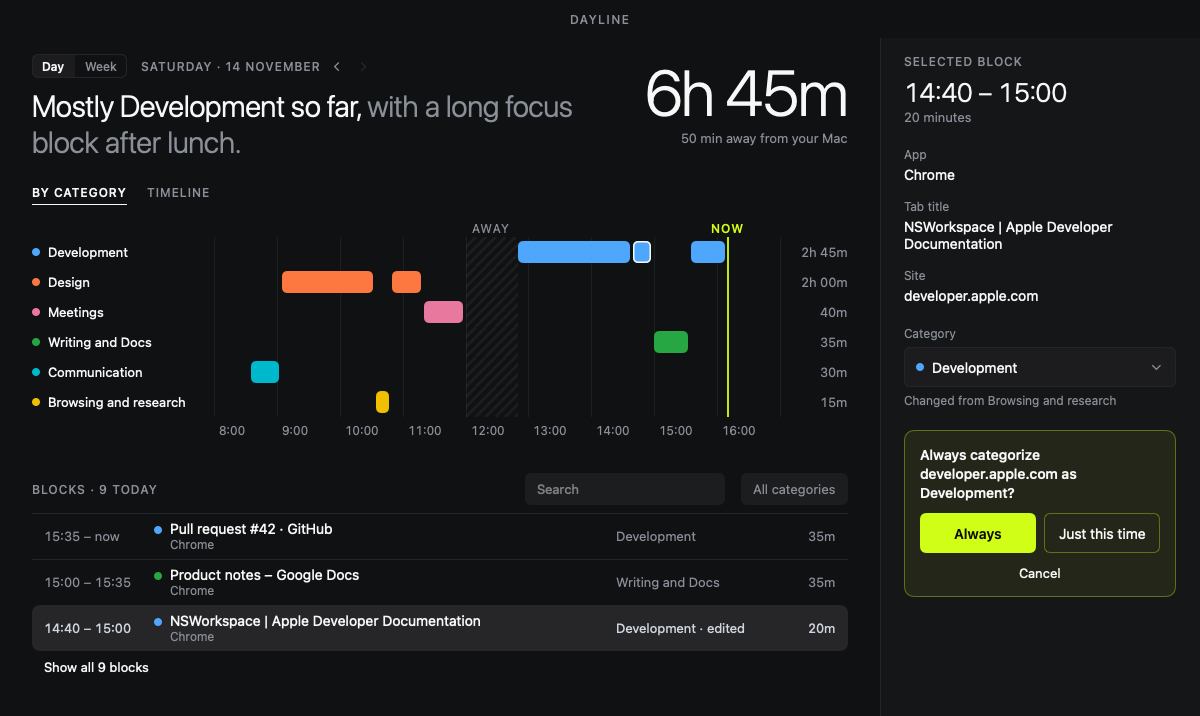 DAYLINE
Day
Week
SATURDAY · 14 NOVEMBER
Mostly Development so far, with a long focus
block after lunch.
6h 45m
50 min away from your Mac
BY CATEGORY
TIMELINE
AWAY
NOW
Development
2h 45m
Design
2h 00m
Meetings
40m
Writing and Docs
35m
Communication
30m
Browsing and research
15m
8:00 9:00 10:00 11:00 12:00 13:00 14:00 15:00 16:00
BLOCKS · 9 TODAY
Search
All categories
15:35 – now
Pull request #42 · GitHub
Chrome
Development
35m
15:00 – 15:35
Product notes – Google Docs
Chrome
Writing and Docs
35m
14:40 – 15:00
NSWorkspace | Apple Developer Documentation
Chrome
Development · edited
20m
Show all 9 blocks
SELECTED BLOCK
14:40 – 15:00
20 minutes
App
Chrome
Tab title
NSWorkspace | Apple Developer
Documentation
Site
developer.apple.com
Category
Development
Changed from Browsing and research
Always categorize
developer.apple.com as
Development?
Always
Just this time
Cancel